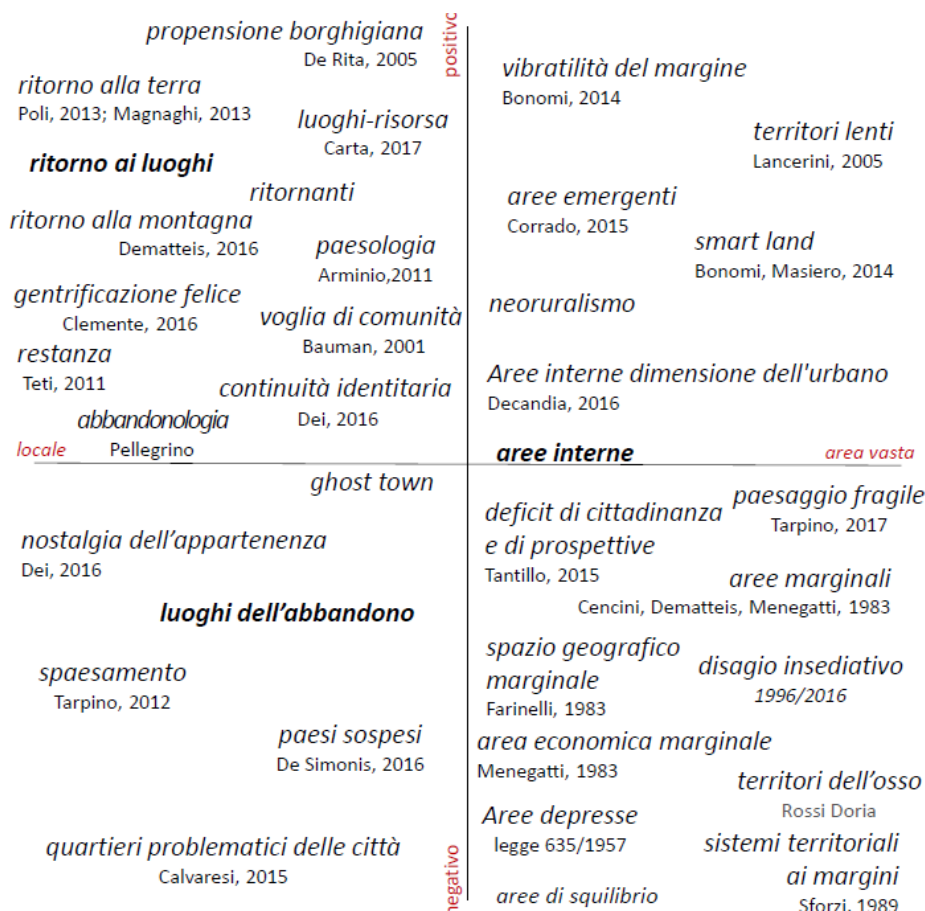 propensione borghigiana
De Rita, 2005
ritorno alla terra
Poli, 2013; Magnaghi, 2013
luoghi-risorsa
Carta, 2017
ritorno ai luoghi
ritornanti
ritorno alla montagna
Dematteis, 2016
paesologia
Arminio,2011
gentrificazione felice
Clemente, 2016
voglia di comunità
Bauman, 2001
restanza
Teti, 2011
continuità identitaria
Dei, 2016
abbandonologia
Pellegrino
locale
positivo
vibratilità del margine
Bonomi, 2014
territori lenti
Lancerini, 2005
aree emergenti
Corrado, 2015
smart land
Bonomi, Masiero, 2014
neoruralismo
Aree interne dimensione dell'urbano
Decandia, 2016
aree interne
area vasta
ghost town
nostalgia dell'appartenenza
Dei, 2016
luoghi dell'abbandono
spaesamento
Tarpino, 2012
paesi sospesi
De Simonis, 2016
quartieri problematici delle città
Calvaresi, 2015
negativo
paesaggio fragile
Tarpino, 2017
deficit di cittadinanza
e di prospettive
Tantillo, 2015
aree marginali
Cencini, Dematteis, Menegatti, 1983
spazio geografico
marginale
Farinelli, 1983
disagio insediativo
1996/2016
area economica marginale
Menegatti, 1983
territori dell'osso
Rossi Doria
Aree depresse
legge 635/1957
sistemi territoriali
ai margini
Sforzi, 1989
aree di squilibrio